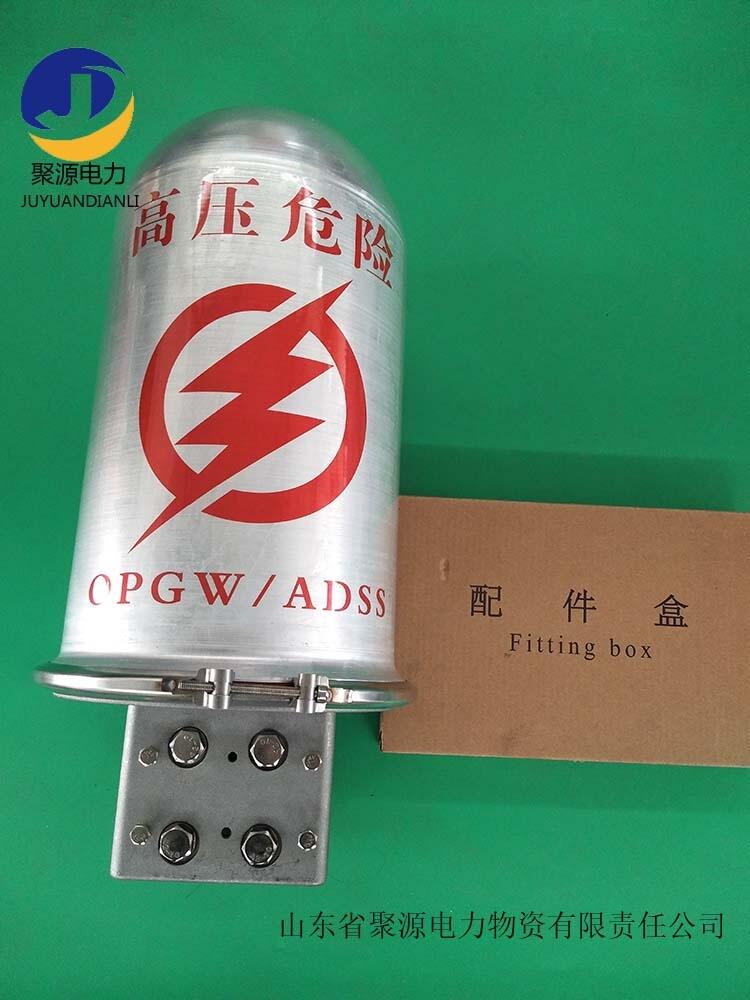 聚源电力
JUYUANDIANLI
高压危险
OPGW/ADSS
配件盒
Fitting box
山东省聚源电力物资有限责任公司